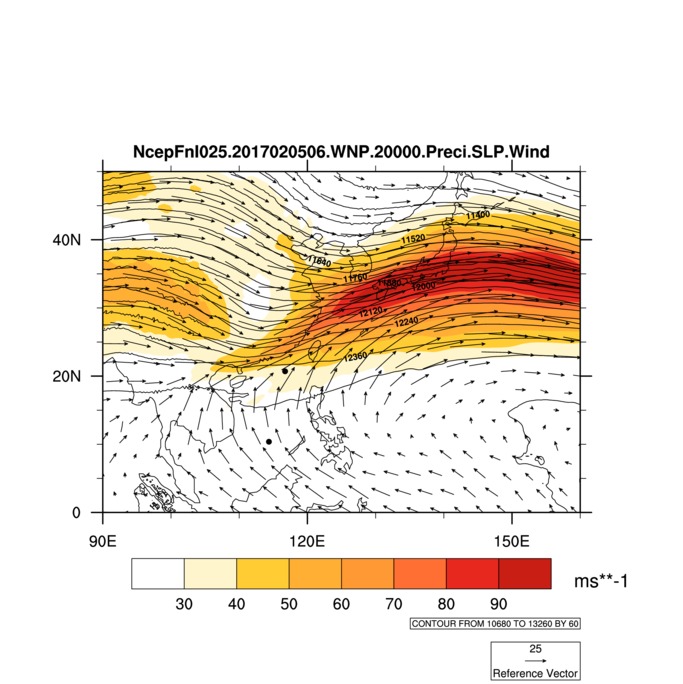 NcepFnl025.2017020506.WNP.20000.Preci.SLP.Wind
11400
40N
11520
11640
11760
11880
12000
12120
12240
12360
20N
0
90E 120E 150E
ms**-1
30 40 50 60 70 80 90
CONTOUR FROM 10680 TO 13260 BY 60
25
Reference Vector